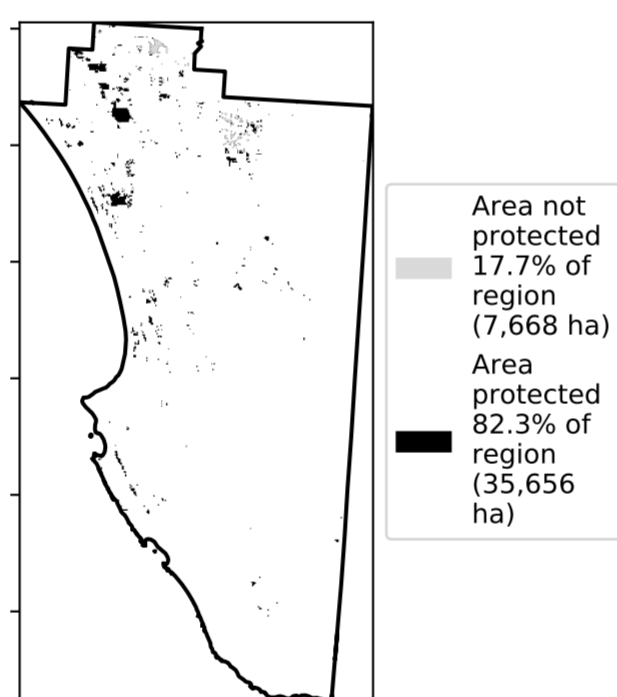 Area not
protected
17.7% of
region
(7,668 ha)
Area
protected
82.3% of
region
(35,656
ha)